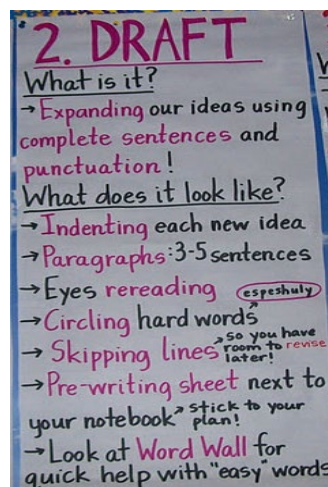 2. DRAFT
What is it?
→Expanding our ideas using
complete sentences and
punctuation!
What does it look like?
→Indenting each new idea
→Paragraphs: 3-5 sentences
→Eyes rereading
espeshuly
→Circling hard words
→Skipping lines
so you have
room to revise
later!
→Pre-writing sheet next to
your notebook
stick to your
plan!
→Look at Word Wall for
quick help with "easy" words